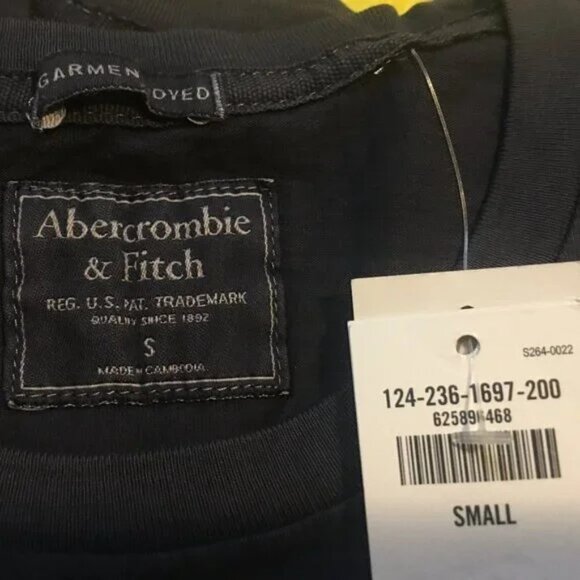 GARMEN DYED
Abercrombie
& Fitch
REG. U.S. PAT. TRADEMARK
QUALITY SINCE 1892
S
MADE IN CAMBODIA
S264-0022
124-236-1697-200
SMALL